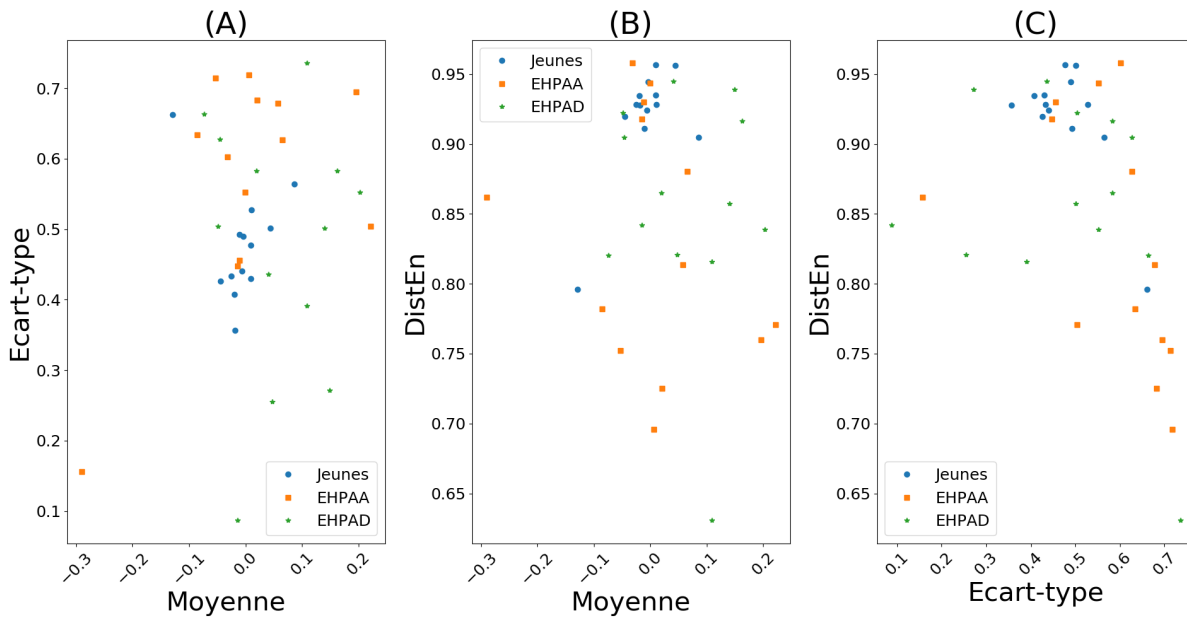 (A)
Ecart-type
0.7
0.6
0.5
0.4
0.3
0.2
0.1
Jeunes
EHPAA
EHPAD
−0.3
−0.2
−0.1
0.0
0.1
0.2
Moyenne
(B)
DistEn
0.95
0.90
0.85
0.80
0.75
0.70
0.65
Jeunes
EHPAA
EHPAD
−0.3
−0.2
−0.1
0.0
0.1
0.2
Moyenne
(C)
DistEn
0.95
0.90
0.85
0.80
0.75
0.70
0.65
Jeunes
EHPAA
EHPAD
0.1
0.2
0.3
0.4
0.5
0.6
0.7
Ecart-type